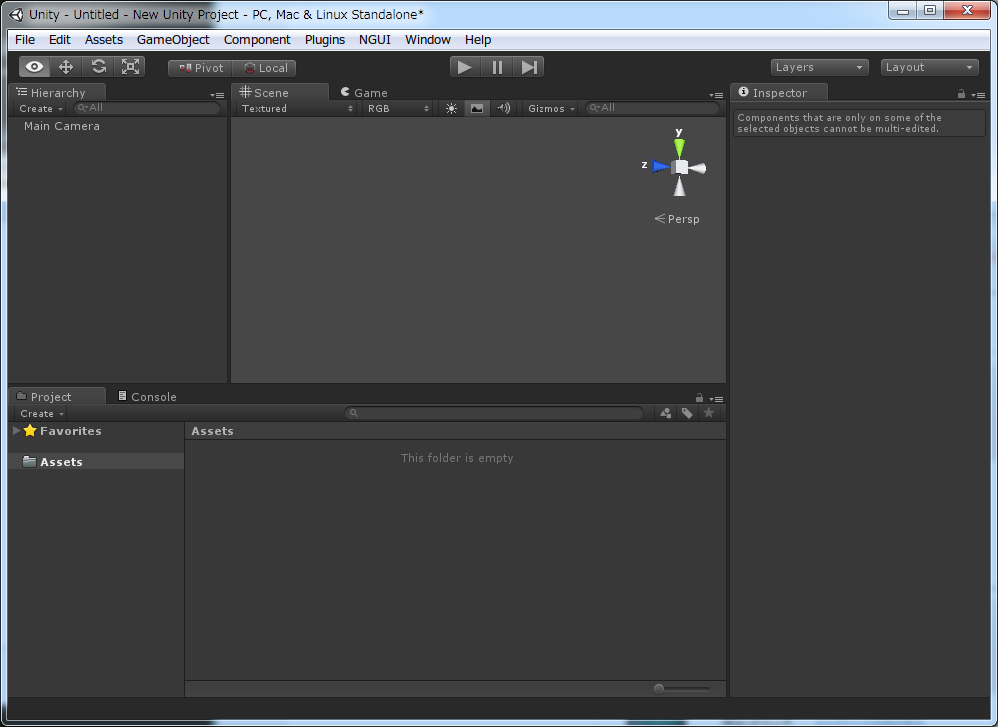 Unity - Untitled - New Unity Project - PC, Mac & Linux Standalone*
File Edit Assets GameObject Component Plugins NGUI Window Help
Pivot Local Layers Layout
Hierarchy Scene Game Inspector
Create All Textured RGB Gizmos All
Components that are only on some of the
selected objects cannot be multi-edited.
Main Camera
y
z
Persp
Project Console
Create
Favorites
Assets
Assets
This folder is empty